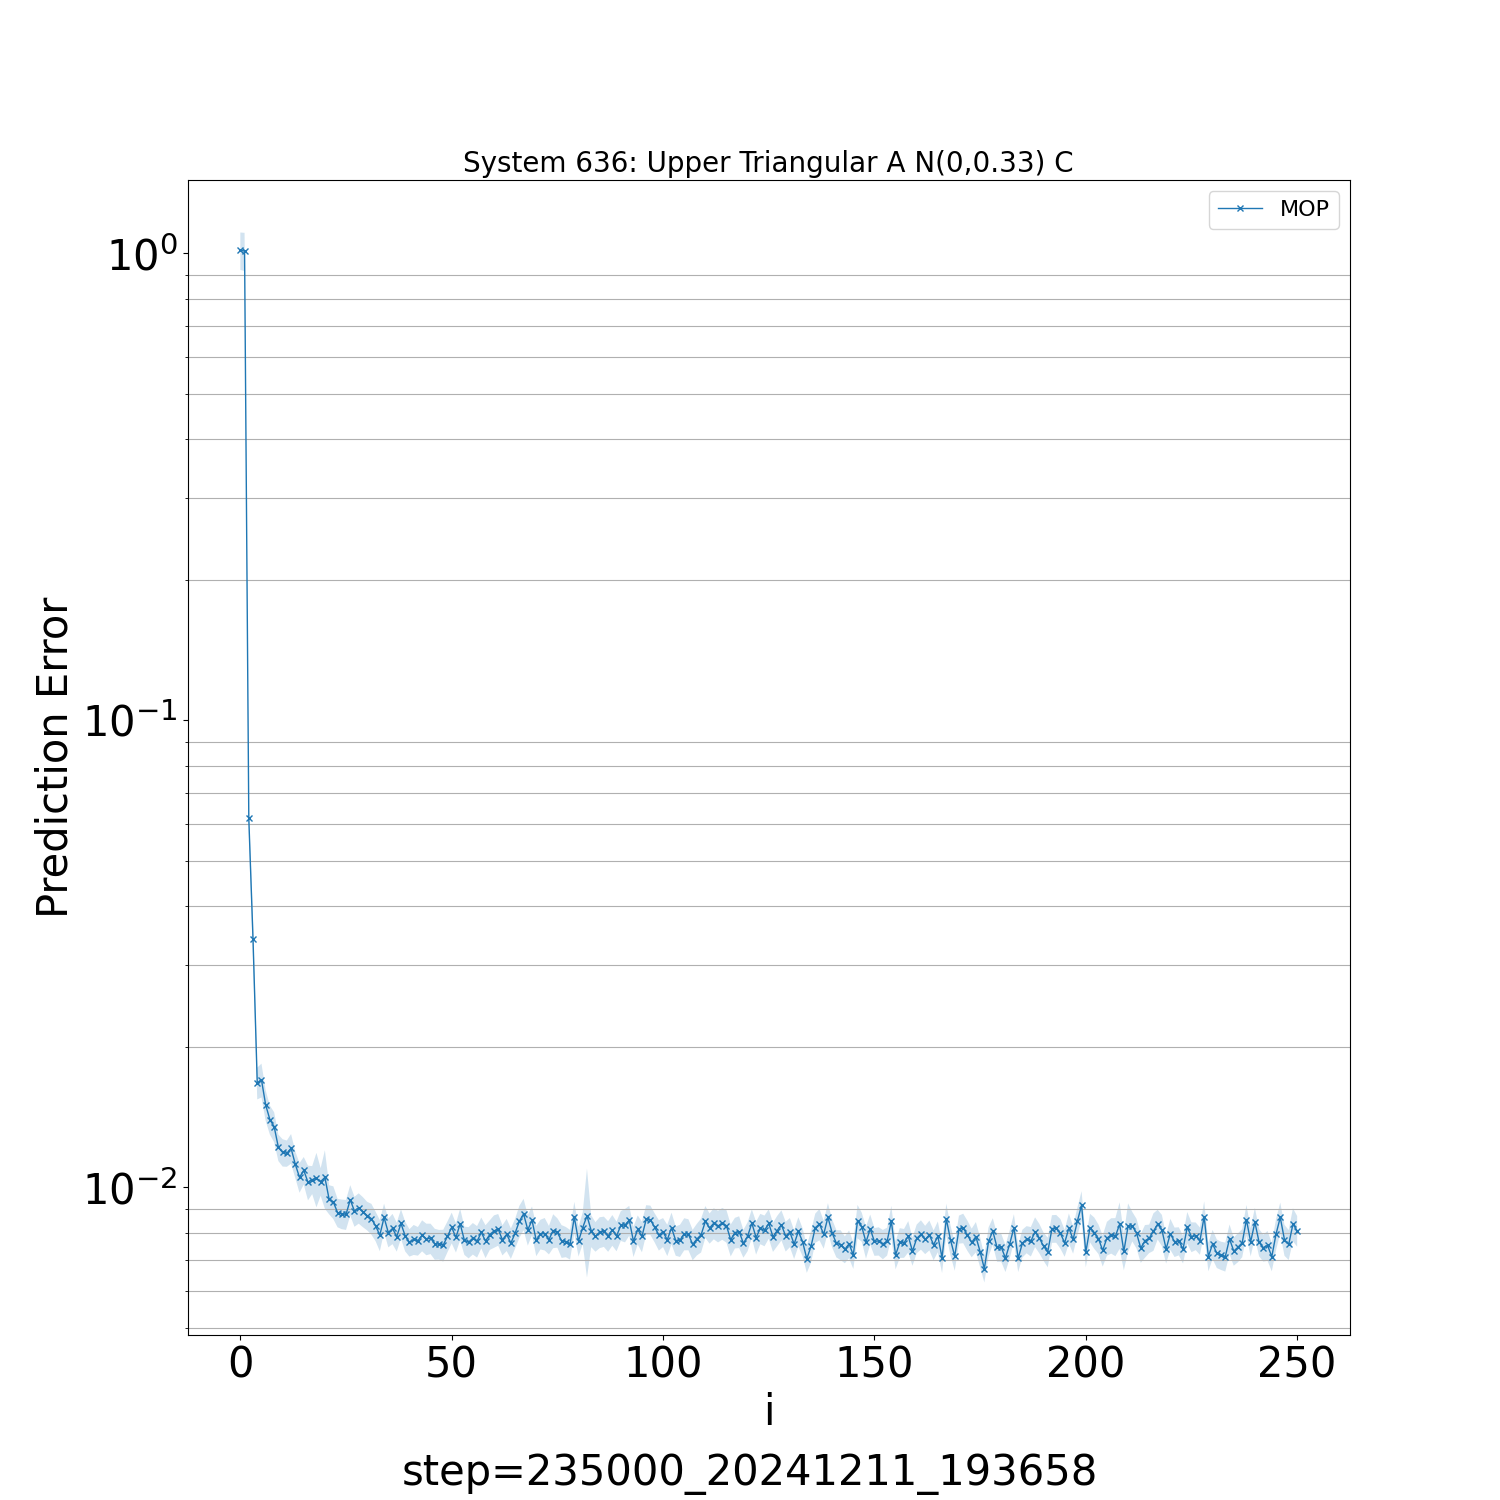 System 636: Upper Triangular A N(0,0.33) C
MOP
10⁰
10⁻¹
10⁻²
Prediction Error
0 50 100 150 200 250
i
step=235000_20241211_193658